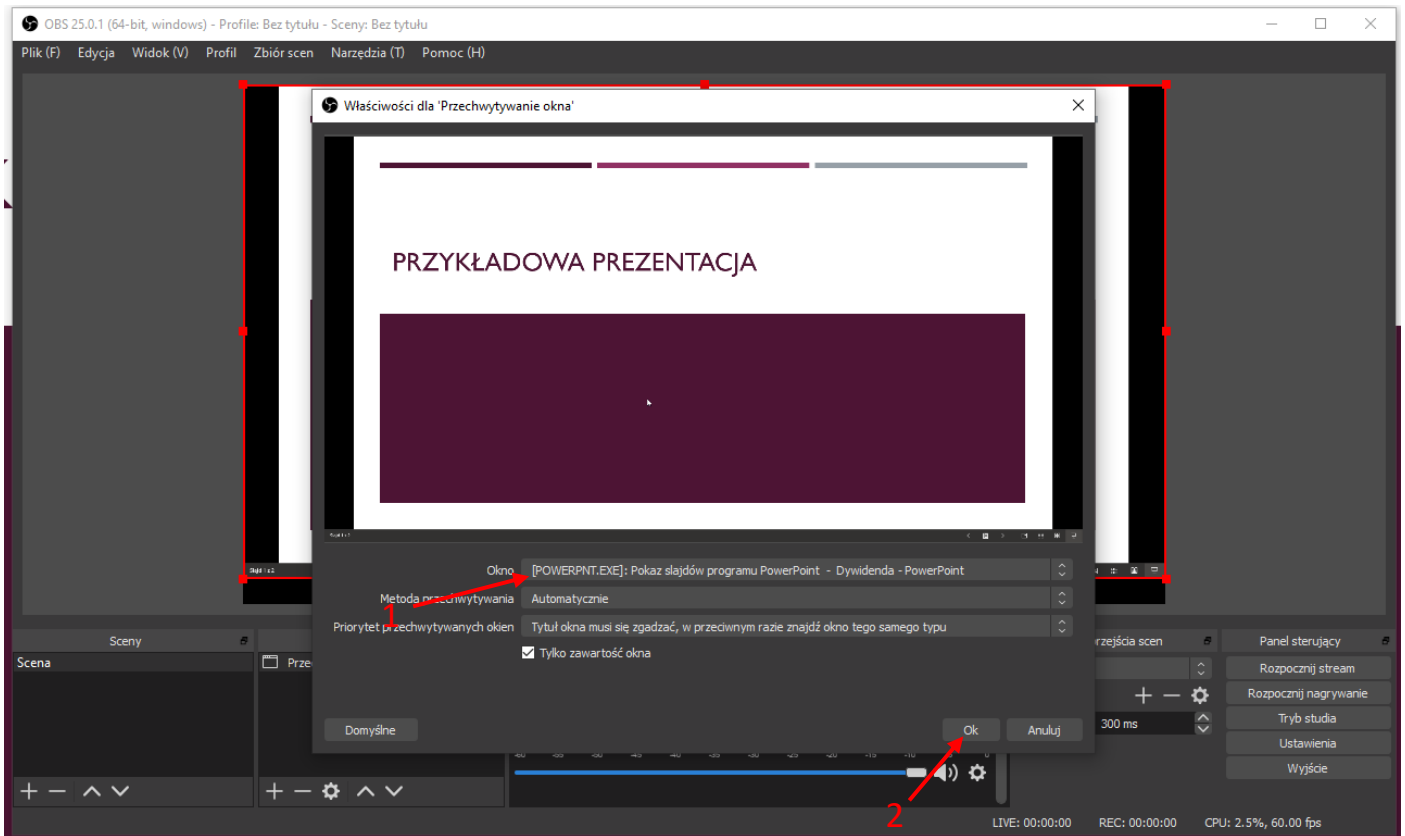 OBS 25.0.1 (64-bit, windows) - Profile: Bez tytułu - Sceny: Bez tytułu
Plik (F) Edycja Widok (V) Profil Zbiór scen Narzędzia (T) Pomoc (H)
Właściwości dla 'Przechwytywanie okna'
PRZYKŁADOWA PREZENTACJA
Okno [POWERPNT.EXE]: Pokaz slajdów programu PowerPoint - Dywidenda - PowerPoint
1
Metoda przechwytywania Automatycznie
Priorytet przechwytywanych okien Tytuł okna musi się zgadzać, w przeciwnym razie znajdź okno tego samego typu
Tylko zawartość okna
Domyślne Ok Anuluj
2
Sceny
Scena
Prze
rzejścia scen
300 ms
Panel sterujący
Rozpocznij stream
Rozpocznij nagrywanie
Tryb studia
Ustawienia
Wyjście
LIVE: 00:00:00 REC: 00:00:00 CPU: 2.5%, 60.00 fps